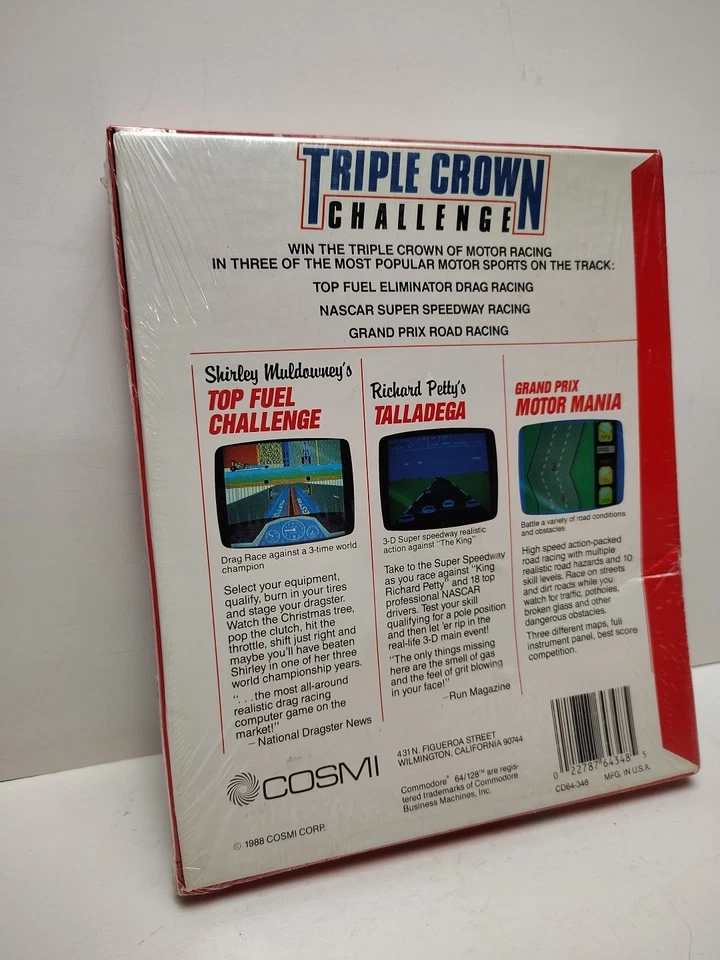 TRIPLE CROWN
CHALLENGE
WIN THE TRIPLE CROWN OF MOTOR RACING
IN THREE OF THE MOST POPULAR MOTOR SPORTS ON THE TRACK:
TOP FUEL ELIMINATOR DRAG RACING
NASCAR SUPER SPEEDWAY RACING
GRAND PRIX ROAD RACING
Shirley Muldowney's
TOP FUEL
CHALLENGE
Drag Race against a 3-time world
champion
Select your equipment,
qualify, burn in your tires
and stage your dragster.
Watch the Christmas tree,
pop the clutch, hit the
throttle, shift just right and
maybe you'll have beaten
Shirley in one of her three
world championship years.
". . .the most all-around
realistic drag racing
computer game on the
market!"
– National Dragster News
Richard Petty's
TALLADEGA
3-D Super speedway realistic
action against "The King"
Take to the Super Speedway
as you race against "King
Richard Petty" and 18 top
professional NASCAR
drivers. Test your skill
qualifying for a pole position
and then let 'er rip in the
real-life 3-D main event!
"The only things missing
here are the smell of gas
and the feel of grit blowing
in your face!"
–Run Magazine
GRAND PRIX
MOTOR MANIA
Battle a variety of road conditions
and obstacles
High speed action-packed
road racing with multiple
realistic road hazards and 10
skill levels. Race on streets
and dirt roads while you
watch for traffic, potholes,
broken glass and other
dangerous obstacles.
Three different maps, full
instrument panel, best score
competition.
COSMI
431 N. FIGUEROA STREET
WILMINGTON, CALIFORNIA 90744
Commodore® 64/128™ are regis-
tered trademarks of Commodore
Business Machines, Inc.
0 22787 64348 5
CD64-348 MFG. IN U.S.A.
© 1988 COSMI CORP.